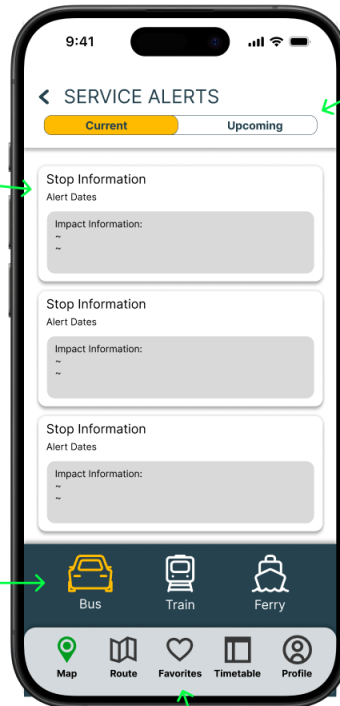 9:41
SERVICE ALERTS
Current Upcoming
Stop Information
Alert Dates
Impact Information:
~
~
Stop Information
Alert Dates
Impact Information:
~
~
Stop Information
Alert Dates
Impact Information:
~
~
Bus Train Ferry
Map Route Favorites Timetable Profile